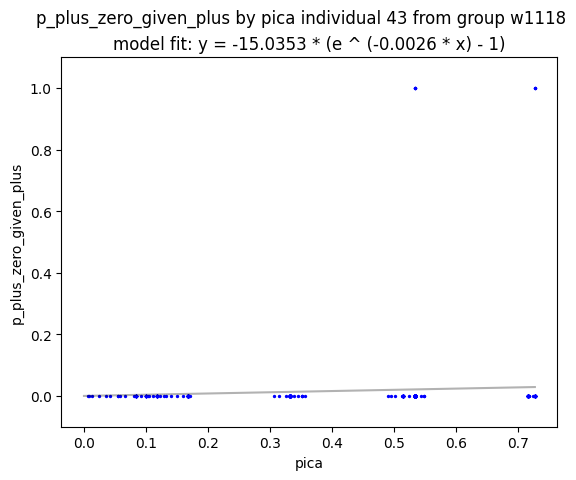 p_plus_zero_given_plus by pica individual 43 from group w1118
model fit: y = -15.0353 * (e ^ (-0.0026 * x) - 1)
p_plus_zero_given_plus
1.0
0.8
0.6
0.4
0.2
0.0
0.0 0.1 0.2 0.3 0.4 0.5 0.6 0.7
pica